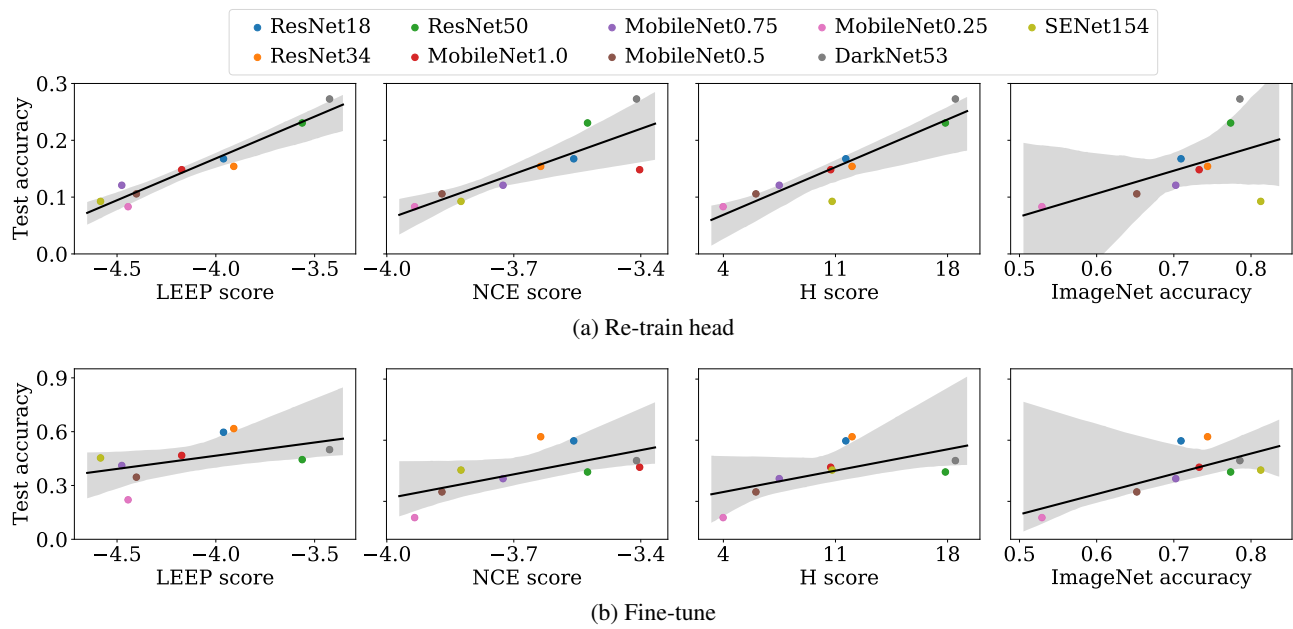 ResNet18 ResNet50 MobileNet0.75 MobileNet0.25 SENet154
ResNet34 MobileNet1.0 MobileNet0.5 DarkNet53
Test accuracy
0.3
0.2
0.1
0.0
−4.5 −4.0 −3.5
LEEP score
−4.0 −3.7 −3.4
NCE score
4 11 18
H score
0.5 0.6 0.7 0.8
ImageNet accuracy
(a) Re-train head
Test accuracy
0.9
0.6
0.3
0.0
−4.5 −4.0 −3.5
LEEP score
−4.0 −3.7 −3.4
NCE score
4 11 18
H score
0.5 0.6 0.7 0.8
ImageNet accuracy
(b) Fine-tune